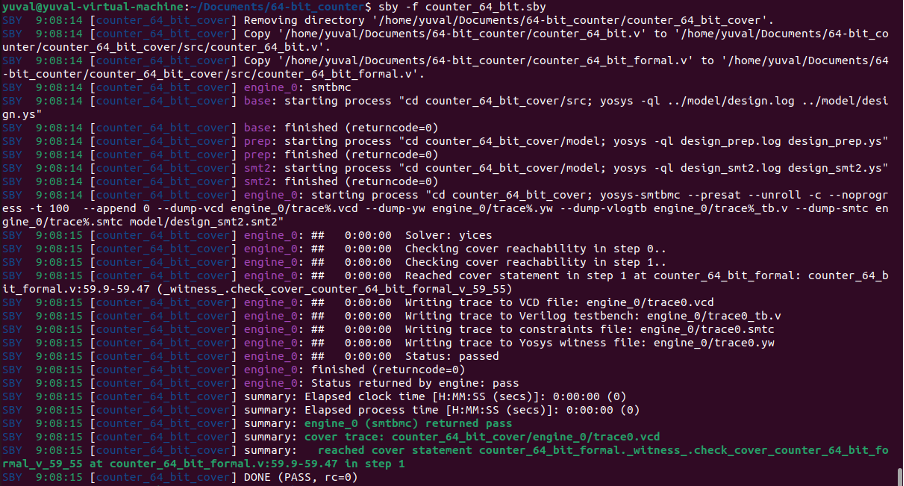 yuval@yuval-virtual-machine:~/Documents/64-bit_counter$ sby -f counter_64_bit.sby
SBY  9:08:14 [counter_64_bit_cover] Removing directory '/home/yuval/Documents/64-bit_counter/counter_64_bit_cover'.
SBY  9:08:14 [counter_64_bit_cover] Copy '/home/yuval/Documents/64-bit_counter/counter_64_bit.v' to '/home/yuval/Documents/64-bit_co
unter/counter_64_bit_cover/src/counter_64_bit.v'.
SBY  9:08:14 [counter_64_bit_cover] Copy '/home/yuval/Documents/64-bit_counter/counter_64_bit_formal.v' to '/home/yuval/Documents/64
-bit_counter/counter_64_bit_cover/src/counter_64_bit_formal.v'.
SBY  9:08:14 [counter_64_bit_cover] engine_0: smtbmc
SBY  9:08:14 [counter_64_bit_cover] base: starting process "cd counter_64_bit_cover/src; yosys -ql ../model/design.log ../model/desi
gn.ys"
SBY  9:08:14 [counter_64_bit_cover] base: finished (returncode=0)
SBY  9:08:14 [counter_64_bit_cover] prep: starting process "cd counter_64_bit_cover/model; yosys -ql design_prep.log design_prep.ys"
SBY  9:08:14 [counter_64_bit_cover] prep: finished (returncode=0)
SBY  9:08:14 [counter_64_bit_cover] smt2: starting process "cd counter_64_bit_cover/model; yosys -ql design_smt2.log design_smt2.ys"
SBY  9:08:14 [counter_64_bit_cover] smt2: finished (returncode=0)
SBY  9:08:14 [counter_64_bit_cover] engine_0: starting process "cd counter_64_bit_cover; yosys-smtbmc --presat --unroll -c --noprogr
ess -t 100  --append 0 --dump-vcd engine_0/trace%.vcd --dump-yw engine_0/trace%.yw --dump-vlogtb engine_0/trace%_tb.v --dump-smtc en
gine_0/trace%.smtc model/design_smt2.smt2"
SBY  9:08:15 [counter_64_bit_cover] engine_0: ##   0:00:00  Solver: yices
SBY  9:08:15 [counter_64_bit_cover] engine_0: ##   0:00:00  Checking cover reachability in step 0..
SBY  9:08:15 [counter_64_bit_cover] engine_0: ##   0:00:00  Checking cover reachability in step 1..
SBY  9:08:15 [counter_64_bit_cover] engine_0: ##   0:00:00  Reached cover statement in step 1 at counter_64_bit_formal: counter_64_b
it_formal.v:59.9-59.47 (_witness_.check_cover_counter_64_bit_formal_v_59_55)
SBY  9:08:15 [counter_64_bit_cover] engine_0: ##   0:00:00  Writing trace to VCD file: engine_0/trace0.vcd
SBY  9:08:15 [counter_64_bit_cover] engine_0: ##   0:00:00  Writing trace to Verilog testbench: engine_0/trace0_tb.v
SBY  9:08:15 [counter_64_bit_cover] engine_0: ##   0:00:00  Writing trace to constraints file: engine_0/trace0.smtc
SBY  9:08:15 [counter_64_bit_cover] engine_0: ##   0:00:00  Writing trace to Yosys witness file: engine_0/trace0.yw
SBY  9:08:15 [counter_64_bit_cover] engine_0: ##   0:00:00  Status: passed
SBY  9:08:15 [counter_64_bit_cover] engine_0: finished (returncode=0)
SBY  9:08:15 [counter_64_bit_cover] engine_0: Status returned by engine: pass
SBY  9:08:15 [counter_64_bit_cover] summary: Elapsed clock time [H:MM:SS (secs)]: 0:00:00 (0)
SBY  9:08:15 [counter_64_bit_cover] summary: Elapsed process time [H:MM:SS (secs)]: 0:00:00 (0)
SBY  9:08:15 [counter_64_bit_cover] summary: engine_0 (smtbmc) returned pass
SBY  9:08:15 [counter_64_bit_cover] summary: cover trace: counter_64_bit_cover/engine_0/trace0.vcd
SBY  9:08:15 [counter_64_bit_cover] summary:   reached cover statement counter_64_bit_formal._witness_.check_cover_counter_64_bit_fo
rmal_v_59_55 at counter_64_bit_formal.v:59.9-59.47 in step 1
SBY  9:08:15 [counter_64_bit_cover] DONE (PASS, rc=0)